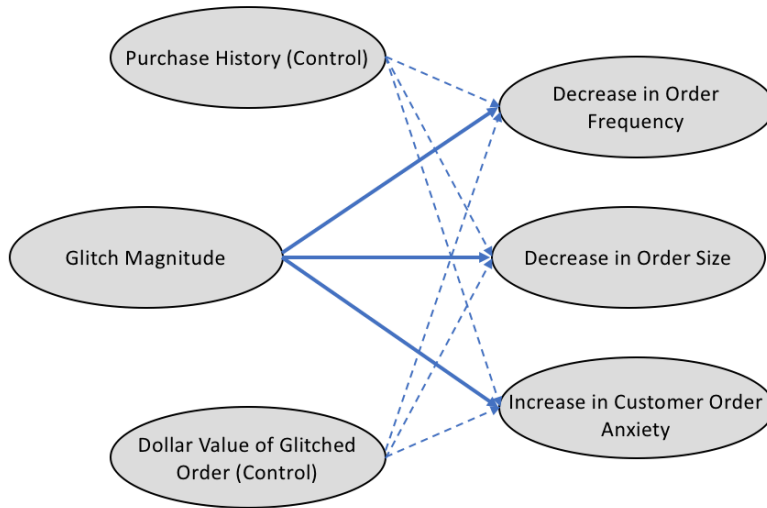 Purchase History (Control)
Decrease in Order
Frequency
Glitch Magnitude
Decrease in Order Size
Increase in Customer Order
Anxiety
Dollar Value of Glitched
Order (Control)